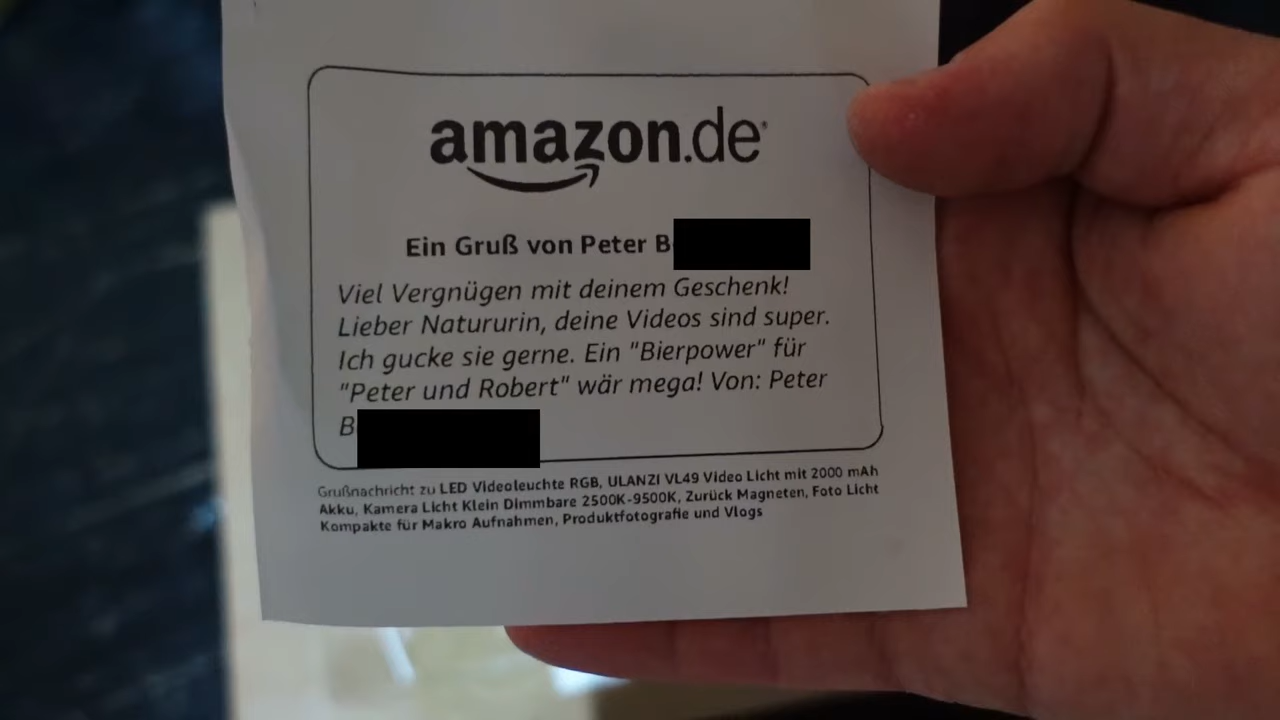 amazon.de
Ein Gruß von Peter B
Viel Vergnügen mit deinem Geschenk!
Lieber Natururin, deine Videos sind super.
Ich gucke sie gerne. Ein "Bierpower" für
"Peter und Robert" wär mega! Von: Peter
B
Grußnachricht zu LED Videoleuchte RGB, ULANZI VL49 Video Licht mit 2000 mAh
Akku, Kamera Licht Klein Dimmbare 2500K-9500K, Zurück Magneten, Foto Licht
Kompakte für Makro Aufnahmen, Produktfotografie und Vlogs